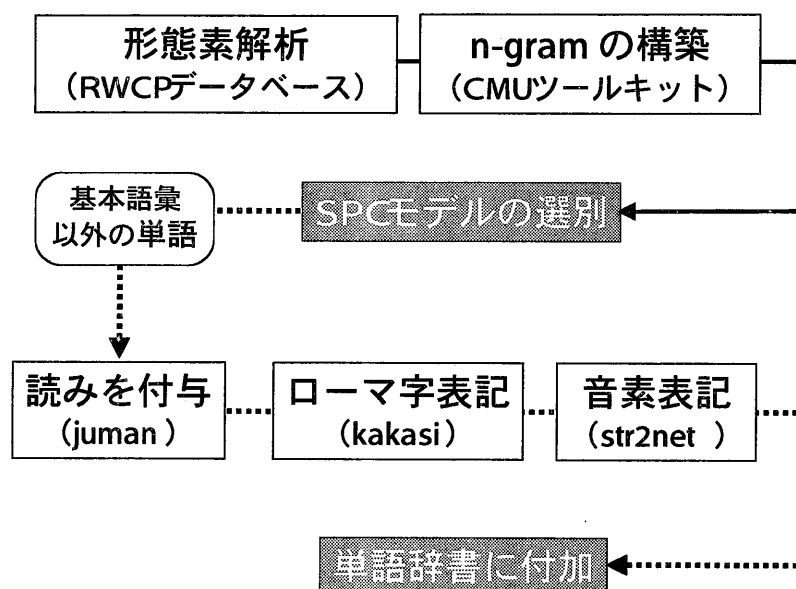 形態素解析
（RWCPデータベース）
n-gram の構築
（CMUツールキット）
基本語彙
以外の単語
SPCモデルの選別
読みを付与
（juman）
ローマ字表記
（kakasi）
音素表記
（str2net ）
単語辞書に付加